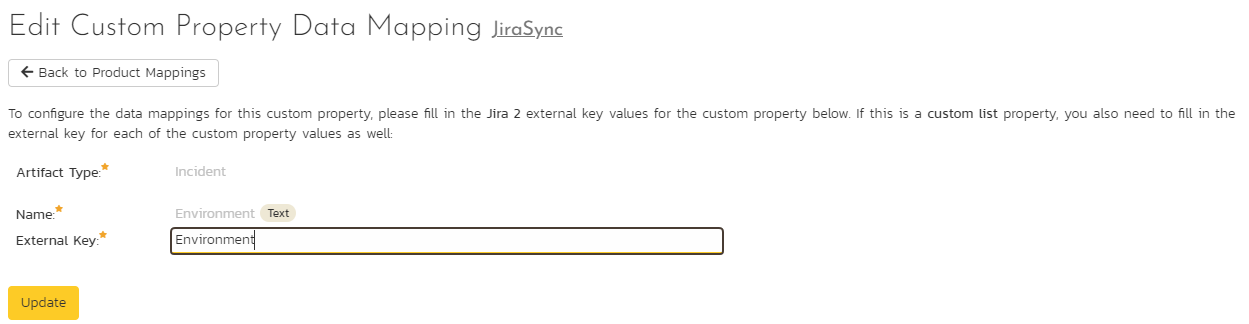 Edit Custom Property Data Mapping JiraSync
Back to Product Mappings
To configure the data mappings for this custom property, please fill in the Jira 2 external key values for the custom property below. If this is a custom list property, you also need to fill in the
external key for each of the custom property values as well:
Artifact Type: Incident
Name: Environment Text
External Key: Environment
Update